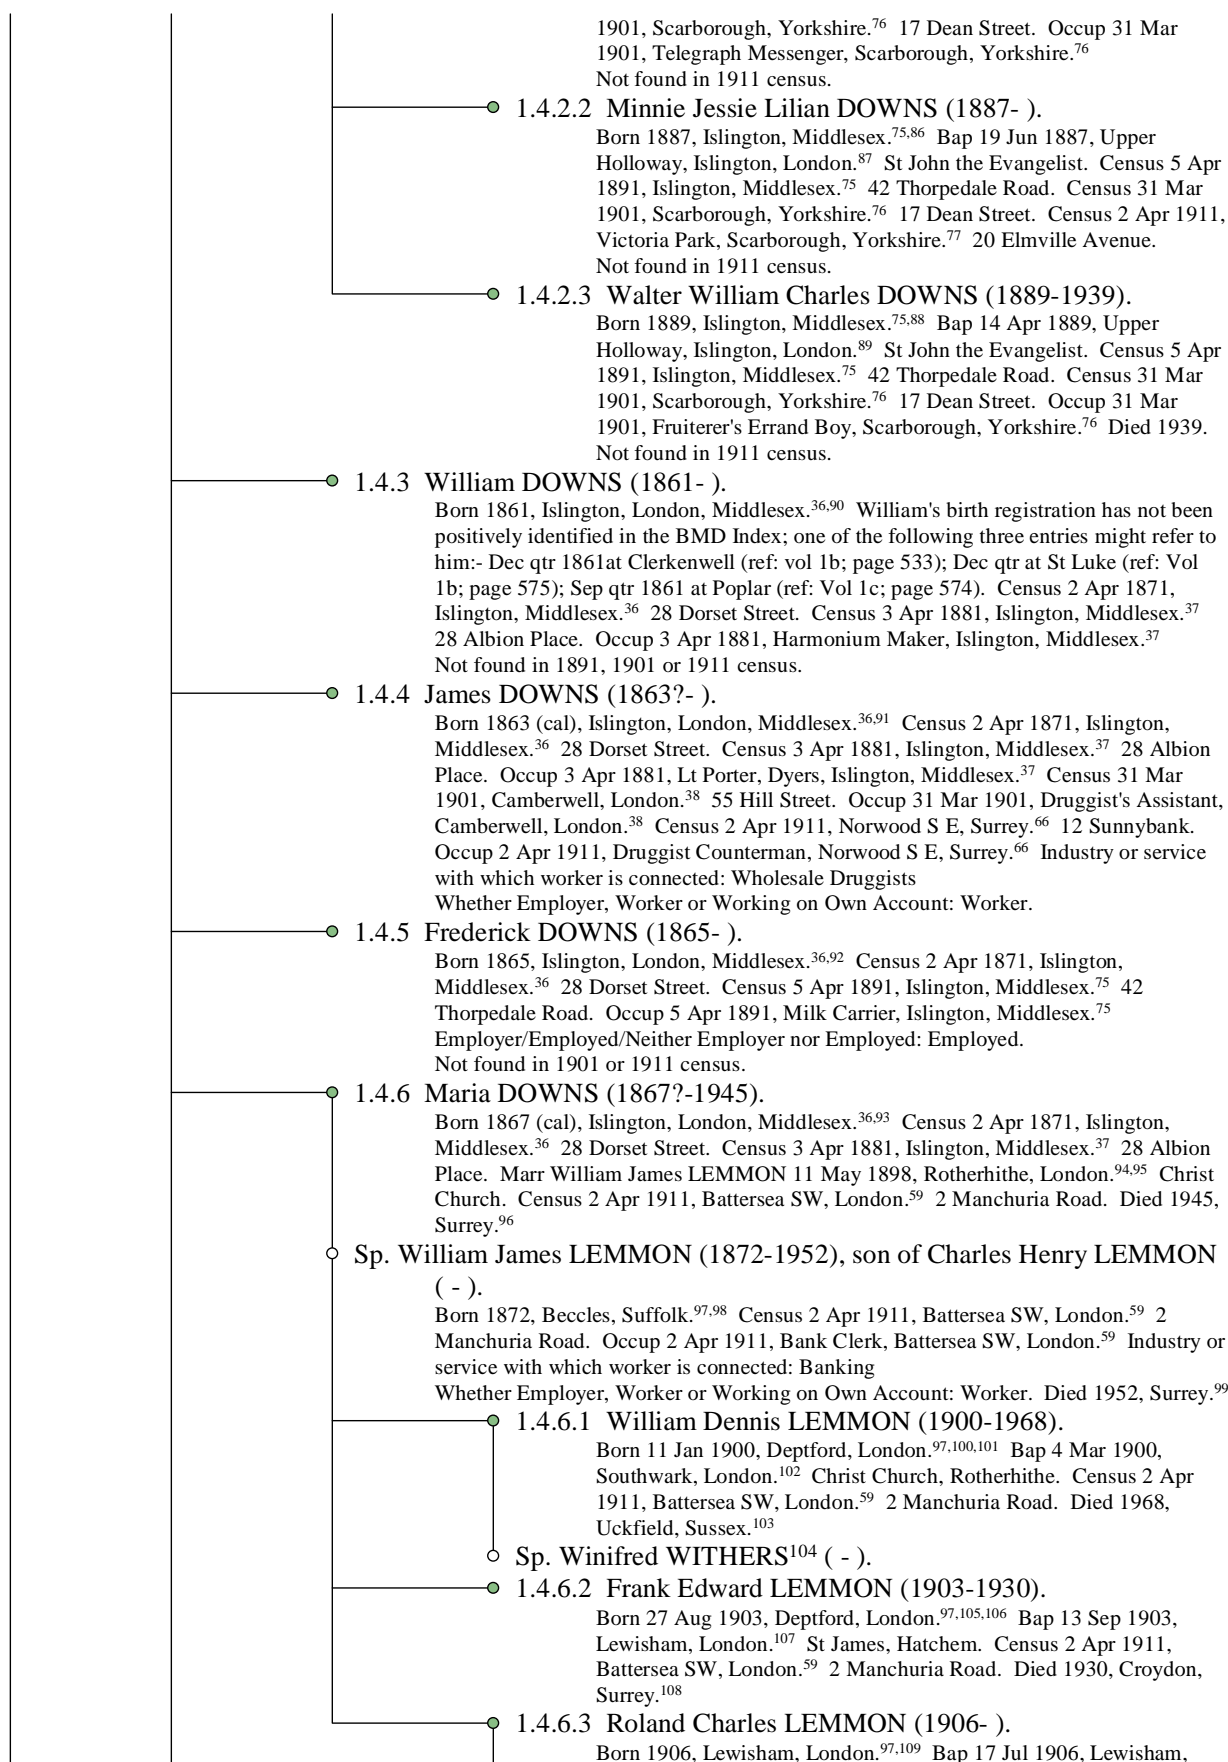 1901, Scarborough, Yorkshire.76 17 Dean Street. Occup 31 Mar
1901, Telegraph Messenger, Scarborough, Yorkshire.76
Not found in 1911 census.
1.4.2.2 Minnie Jessie Lilian DOWNS (1887- ).
Born 1887, Islington, Middlesex.75,86 Bap 19 Jun 1887, Upper
Holloway, Islington, London.87 St John the Evangelist. Census 5 Apr
1891, Islington, Middlesex.75 42 Thorpedale Road. Census 31 Mar
1901, Scarborough, Yorkshire.76 17 Dean Street. Census 2 Apr 1911,
Victoria Park, Scarborough, Yorkshire.77 20 Elmville Avenue.
Not found in 1911 census.
1.4.2.3 Walter William Charles DOWNS (1889-1939).
Born 1889, Islington, Middlesex.75,88 Bap 14 Apr 1889, Upper
Holloway, Islington, London.89 St John the Evangelist. Census 5 Apr
1891, Islington, Middlesex.75 42 Thorpedale Road. Census 31 Mar
1901, Scarborough, Yorkshire.76 17 Dean Street. Occup 31 Mar
1901, Fruiterer's Errand Boy, Scarborough, Yorkshire.76 Died 1939.
Not found in 1911 census.
1.4.3 William DOWNS (1861- ).
Born 1861, Islington, London, Middlesex.36,90 William's birth registration has not been
positively identified in the BMD Index; one of the following three entries might refer to
him:- Dec qtr 1861at Clerkenwell (ref: vol 1b; page 533); Dec qtr at St Luke (ref: Vol
1b; page 575); Sep qtr 1861 at Poplar (ref: Vol 1c; page 574). Census 2 Apr 1871,
Islington, Middlesex.36 28 Dorset Street. Census 3 Apr 1881, Islington, Middlesex.37
28 Albion Place. Occup 3 Apr 1881, Harmonium Maker, Islington, Middlesex.37
Not found in 1891, 1901 or 1911 census.
1.4.4 James DOWNS (1863?- ).
Born 1863 (cal), Islington, London, Middlesex.36,91 Census 2 Apr 1871, Islington,
Middlesex.36 28 Dorset Street. Census 3 Apr 1881, Islington, Middlesex.37 28 Albion
Place. Occup 3 Apr 1881, Lt Porter, Dyers, Islington, Middlesex.37 Census 31 Mar
1901, Camberwell, London.38 55 Hill Street. Occup 31 Mar 1901, Druggist's Assistant,
Camberwell, London.38 Census 2 Apr 1911, Norwood S E, Surrey.66 12 Sunnybank.
Occup 2 Apr 1911, Druggist Counterman, Norwood S E, Surrey.66 Industry or service
with which worker is connected: Wholesale Druggists
Whether Employer, Worker or Working on Own Account: Worker.
1.4.5 Frederick DOWNS (1865- ).
Born 1865, Islington, London, Middlesex.36,92 Census 2 Apr 1871, Islington,
Middlesex.36 28 Dorset Street. Census 5 Apr 1891, Islington, Middlesex.75 42
Thorpedale Road. Occup 5 Apr 1891, Milk Carrier, Islington, Middlesex.75
Employer/Employed/Neither Employer nor Employed: Employed.
Not found in 1901 or 1911 census.
1.4.6 Maria DOWNS (1867?-1945).
Born 1867 (cal), Islington, London, Middlesex.36,93 Census 2 Apr 1871, Islington,
Middlesex.36 28 Dorset Street. Census 3 Apr 1881, Islington, Middlesex.37 28 Albion
Place. Marr William James LEMMON 11 May 1898, Rotherhithe, London.94,95 Christ
Church. Census 2 Apr 1911, Battersea SW, London.59 2 Manchuria Road. Died 1945,
Surrey.96
Sp. William James LEMMON (1872-1952), son of Charles Henry LEMMON
( - ).
Born 1872, Beccles, Suffolk.97,98 Census 2 Apr 1911, Battersea SW, London.59 2
Manchuria Road. Occup 2 Apr 1911, Bank Clerk, Battersea SW, London.59 Industry or
service with which worker is connected: Banking
Whether Employer, Worker or Working on Own Account: Worker. Died 1952, Surrey.99
1.4.6.1 William Dennis LEMMON (1900-1968).
Born 11 Jan 1900, Deptford, London.97,100,101 Bap 4 Mar 1900,
Southwark, London.102 Christ Church, Rotherhithe. Census 2 Apr
1911, Battersea SW, London.59 2 Manchuria Road. Died 1968,
Uckfield, Sussex.103
Sp. Winifred WITHERS104 ( - ).
1.4.6.2 Frank Edward LEMMON (1903-1930).
Born 27 Aug 1903, Deptford, London.97,105,106 Bap 13 Sep 1903,
Lewisham, London.107 St James, Hatchem. Census 2 Apr 1911,
Battersea SW, London.59 2 Manchuria Road. Died 1930, Croydon,
Surrey.108
1.4.6.3 Roland Charles LEMMON (1906- ).
Born 1906, Lewisham, London.97,109 Bap 17 Jul 1906, Lewisham,